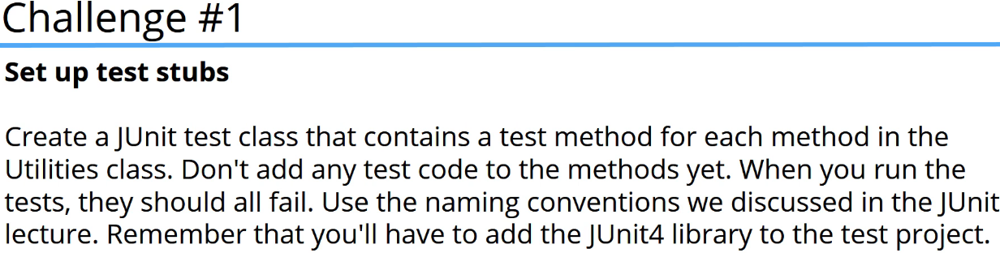 Challenge #1
Set up test stubs
Create a JUnit test class that contains a test method for each method in the
Utilities class. Don't add any test code to the methods yet. When you run the
tests, they should all fail. Use the naming conventions we discussed in the JUnit
lecture. Remember that you'll have to add the JUnit4 library to the test project.